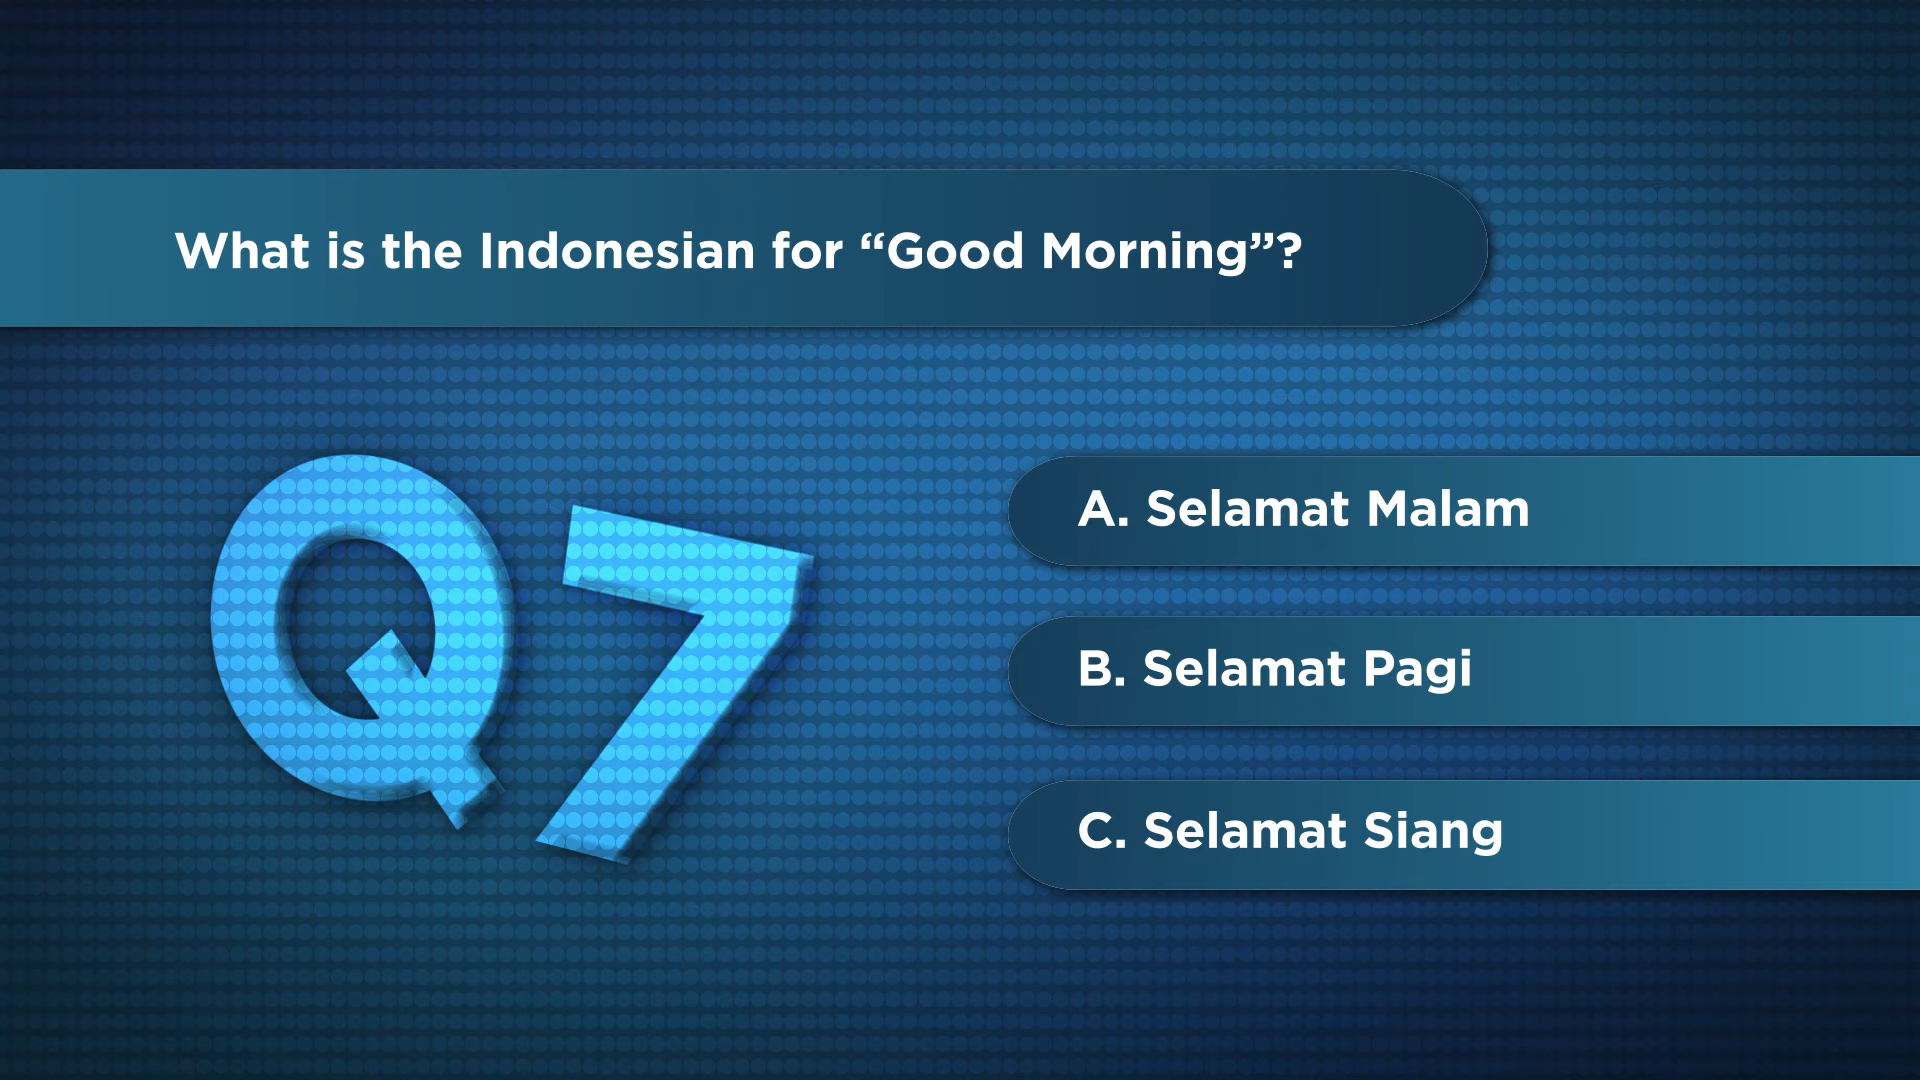 What is the Indonesian for “Good Morning”?
Q7
A. Selamat Malam
B. Selamat Pagi
C. Selamat Siang